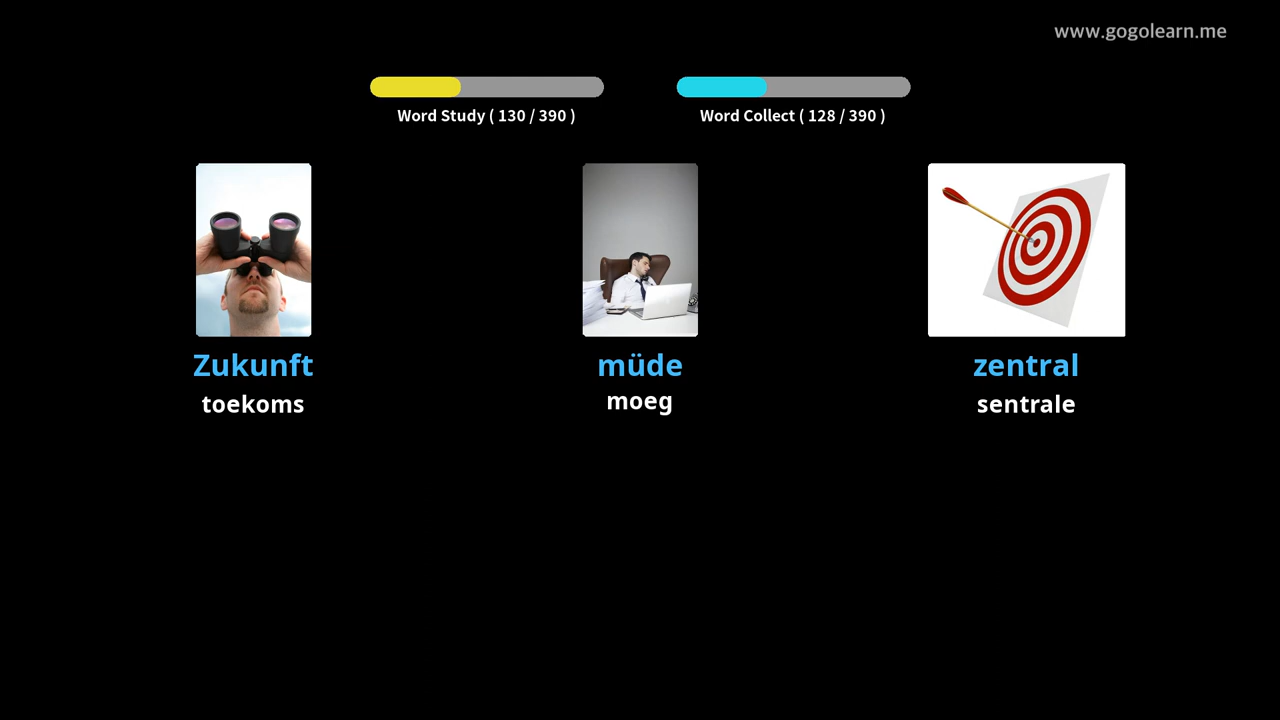 www.gogolearn.me
Word Study ( 130 / 390 )
Word Collect ( 128 / 390 )
Zukunft
toekoms
müde
moeg
zentral
sentrale